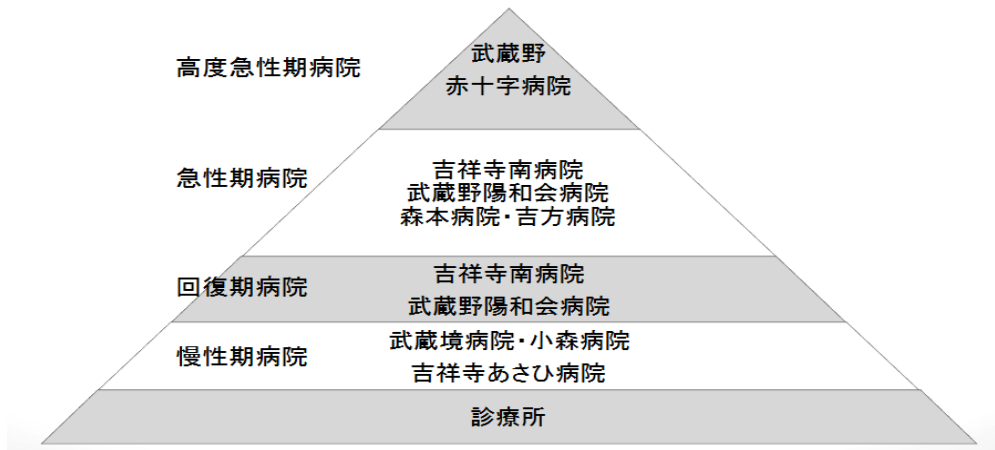 高度急性期病院
武蔵野
赤十字病院
急性期病院
吉祥寺南病院
武蔵野陽和会病院
森本病院・吉方病院
回復期病院
吉祥寺南病院
武蔵野陽和会病院
慢性期病院
武蔵境病院・小森病院
吉祥寺あさひ病院
診療所